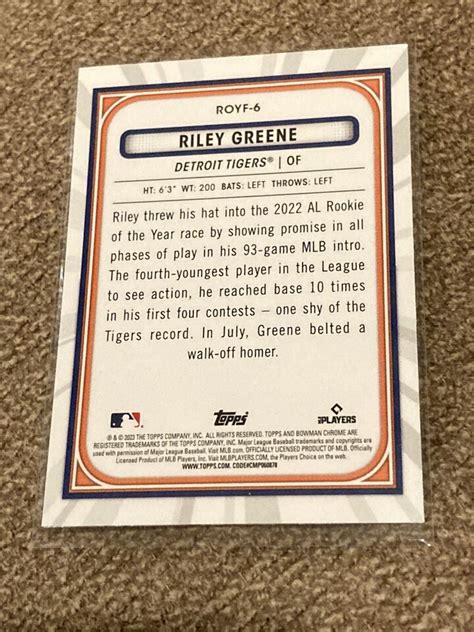 ROYF-6
RILEY GREENE
DETROIT TIGERS® | OF
HT: 6'3" WT: 200 BATS: LEFT THROWS: LEFT
Riley threw his hat into the 2022 AL Rookie
of the Year race by showing promise in all
phases of play in his 93-game MLB intro.
The fourth-youngest player in the League
to see action, he reached base 10 times
in his first four contests – one shy of the
Tigers record. In July, Greene belted a
walk-off homer.
topps
PLAYERS
® & © 2023 THE TOPPS COMPANY, INC. ALL RIGHTS RESERVED. TOPPS AND BOWMAN CHROME ARE
REGISTERED TRADEMARKS OF THE TOPPS COMPANY, INC. Major League Baseball trademarks and copyrights are
used with permission of Major League Baseball. Visit MLB.com. OFFICIALLY LICENSED PRODUCT OF MLB. Officially
Licensed Product of MLB Players, Inc. Visit MLBPLAYERS.COM, the Players Choice on the web.
WWW.TOPPS.COM. CODE#CMP060878